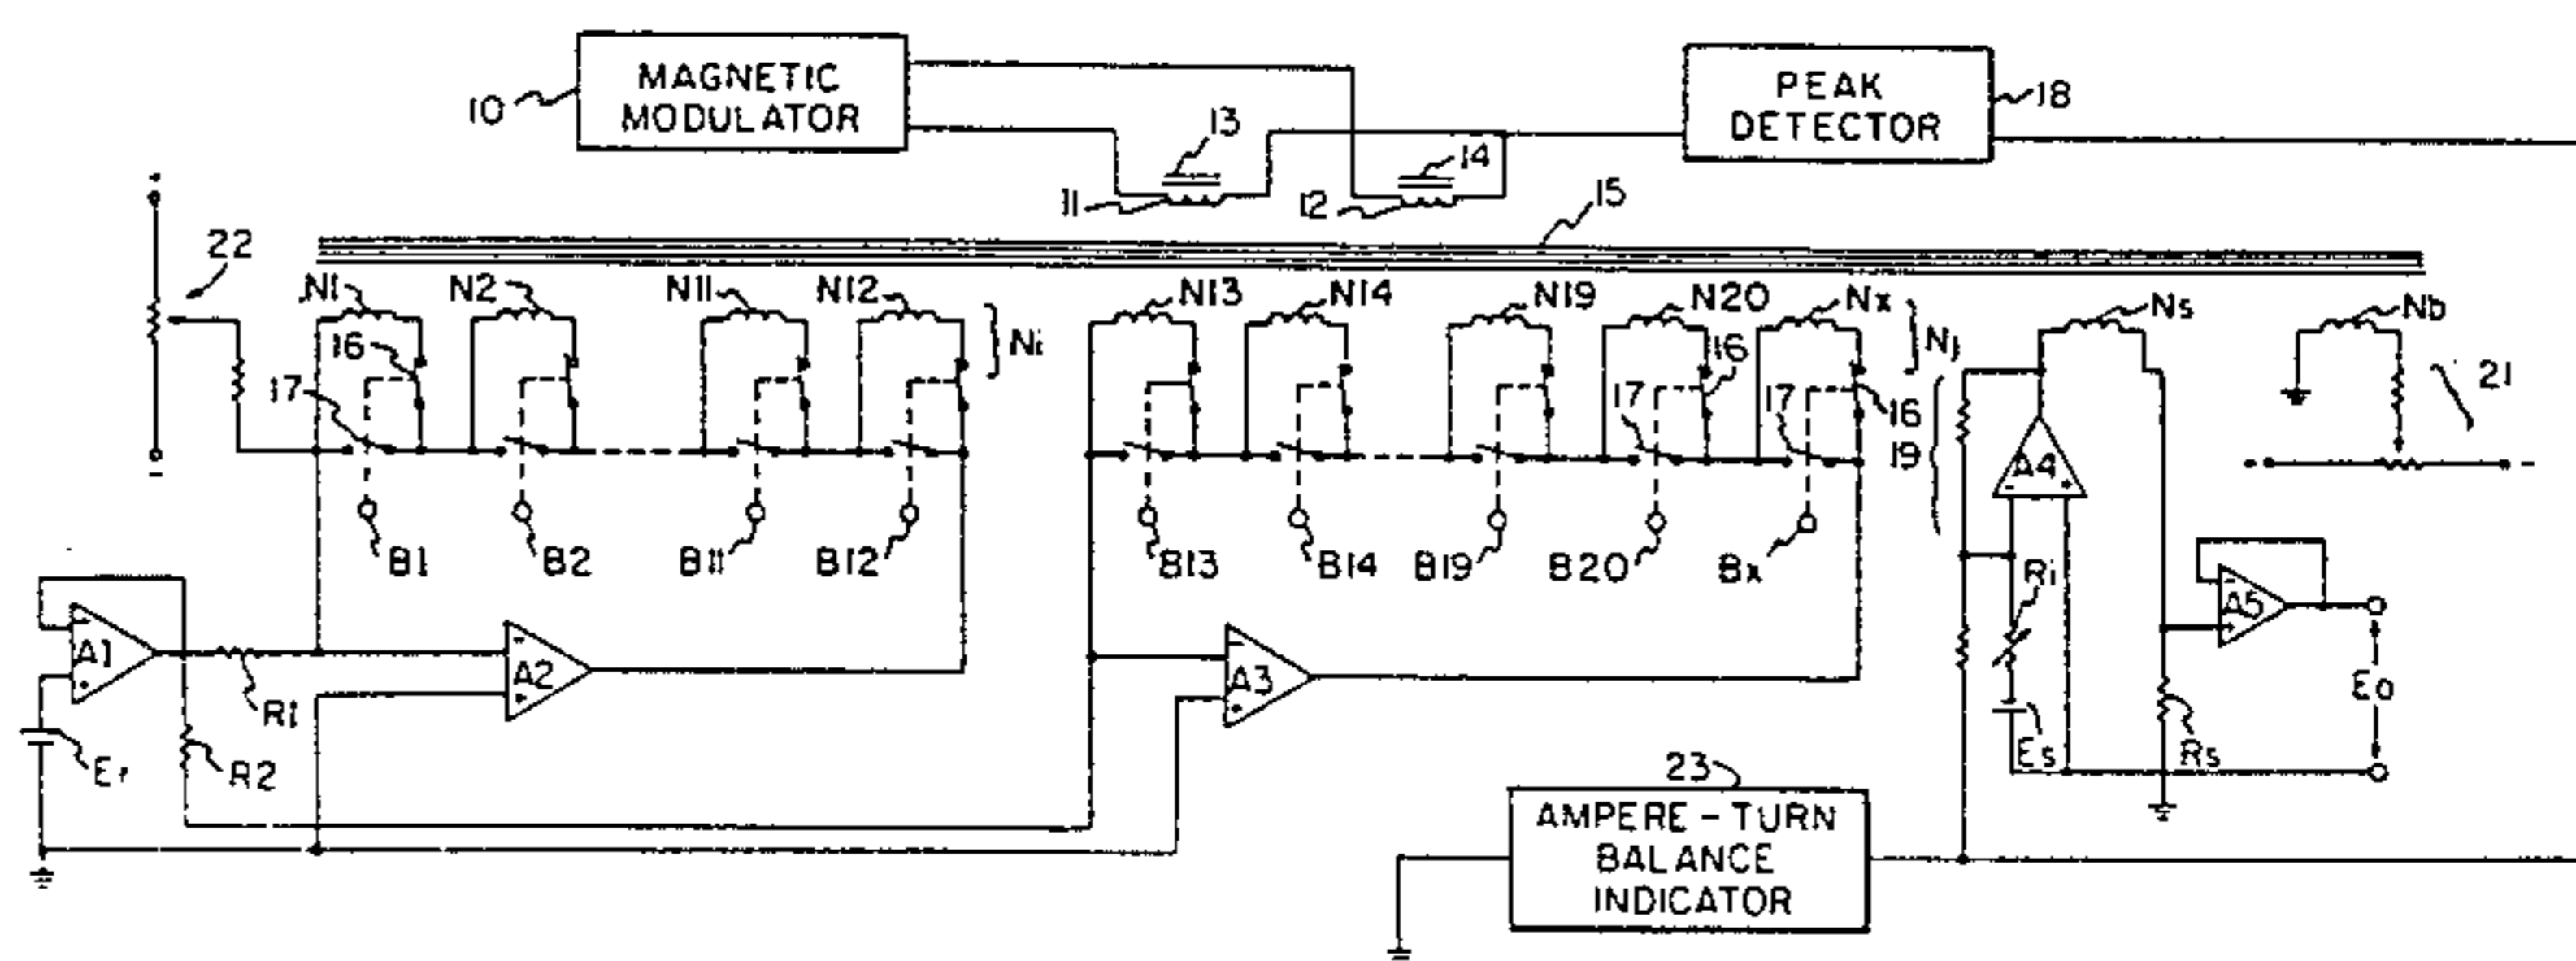 MAGNETIC
MODULATOR
10
PEAK
DETECTOR
18
13
14
11
12
15
22
N1
N2
N11
N12
Ni
N13
N14
N19
N20
Nx
Nj
Ns
Nb
16
17
16
17
17
16
19
21
A4
B1
B2
B11
B12
B13
B14
B19
B20
Bx
Ri
A1
A2
A3
A5
R1
R2
Er
Es
Rs
Eo
23
AMPERE - TURN
BALANCE
INDICATOR